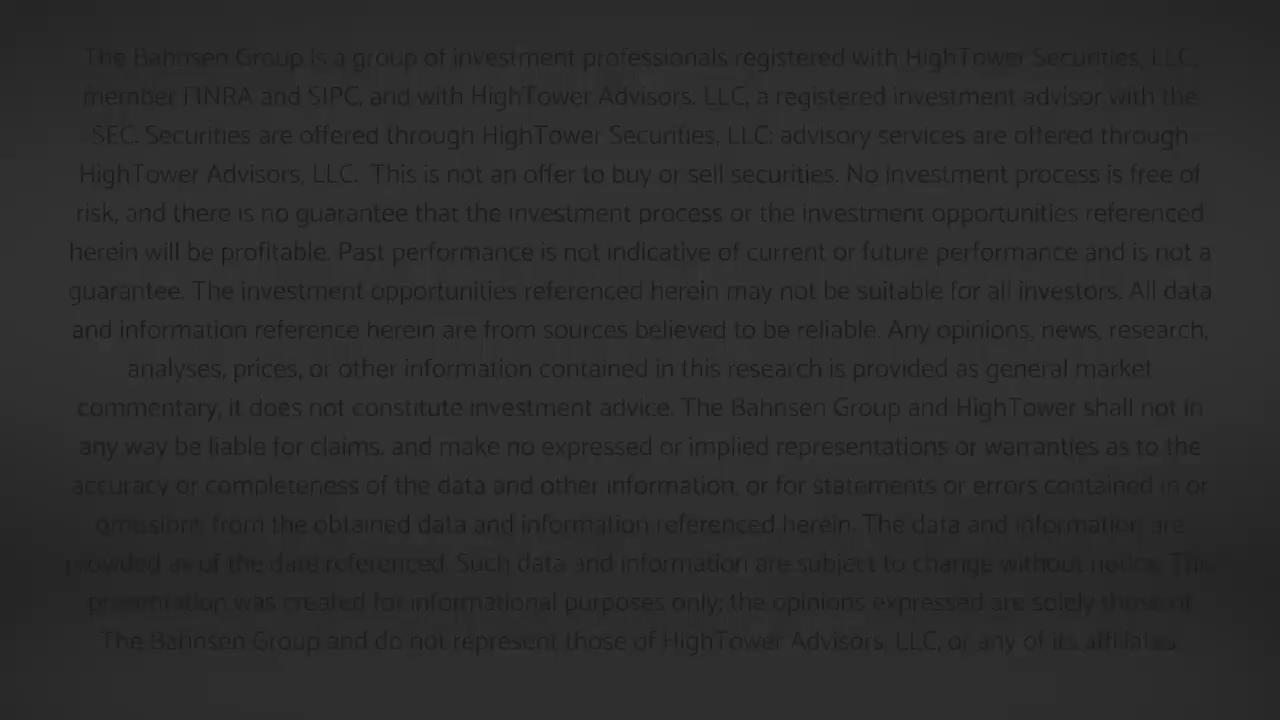 The Bahnsen Group is a group of investment professionals registered with HighTower Securities, LLC,
member FINRA and SIPC, and with HighTower Advisors, LLC, a registered investment advisor with the
SEC. Securities are offered through HighTower Securities, LLC; advisory services are offered through
HighTower Advisors, LLC. This is not an offer to buy or sell securities. No investment process is free of
risk, and there is no guarantee that the investment process or the investment opportunities referenced
herein will be profitable. Past performance is not indicative of current or future performance and is not a
guarantee. The investment opportunities referenced herein may not be suitable for all investors. All data
and information reference herein are from sources believed to be reliable. Any opinions, news, research,
analyses, prices, or other information contained in this research is provided as general market
commentary, it does not constitute investment advice. The Bahnsen Group and HighTower shall not in
any way be liable for claims, and make no expressed or implied representations or warranties as to the
accuracy or completeness of the data and other information, or for statements or errors contained in or
omissions from the obtained data and information referenced herein. The data and information are
provided as of the date referenced. Such data and information are subject to change without notice. This
presentation was created for informational purposes only; the opinions expressed are solely those of
The Bahnsen Group and do not represent those of HighTower Advisors, LLC, or any of its affiliates.